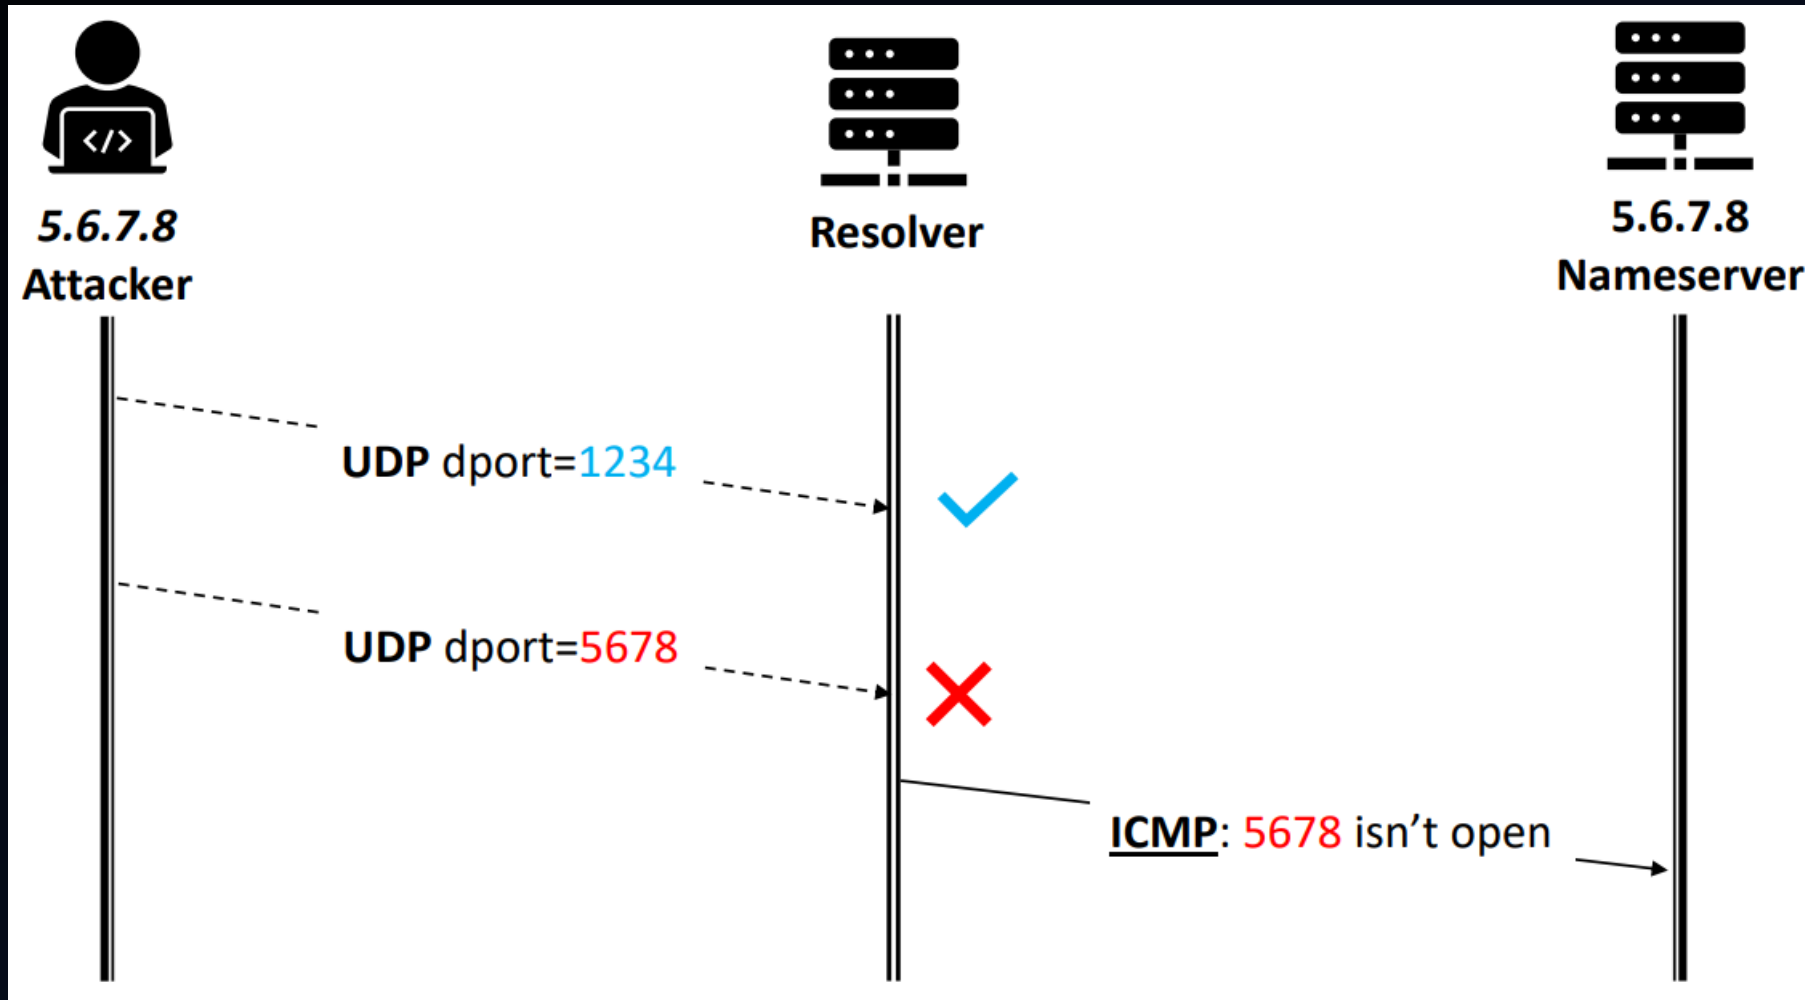 </>
5.6.7.8
Attacker
Resolver
5.6.7.8
Nameserver
UDP dport=1234
UDP dport=5678
ICMP: 5678 isn’t open